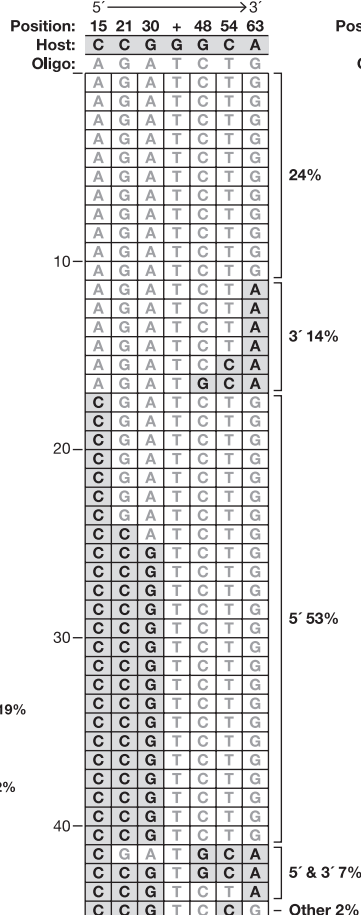 5´ 3´
Position: 15 21 30 + 48 54 63 Pos
Host: C C G G G C A
Oligo: A G A T C T G
A G A T C T G
A G A T C T G
A G A T C T G
A G A T C T G
A G A T C T G
A G A T C T G 24%
A G A T C T G
A G A T C T G
A G A T C T G
10 A G A T C T G
A G A T C T G
A G A T C T A
A G A T C T A
A G A T C T A 3´ 14%
A G A T C T A
A G A T C C A
A G A T G C A
C G A T C T G
C G A T C T G
20 C G A T C T G
C G A T C T G
C G A T C T G
C G A T C T G
C G A T C T G
C C A T C T G
C C G T C T G
C C G T C T G
C C G T C T G
C C G T C T G 5´ 53%
30 C C G T C T G
C C G T C T G
C C G T C T G
C C G T C T G
19% C C G T C T G
C C G T C T G
C C G T C T G
C C G T C T G
2% C C G T C T G
C C G T C T G
40 C C G T C T G
C C G T C T G
C G A T G C A
C C G T G C A 5´ & 3´ 7%
C C G T C T A
C C G T C C G Other 2%